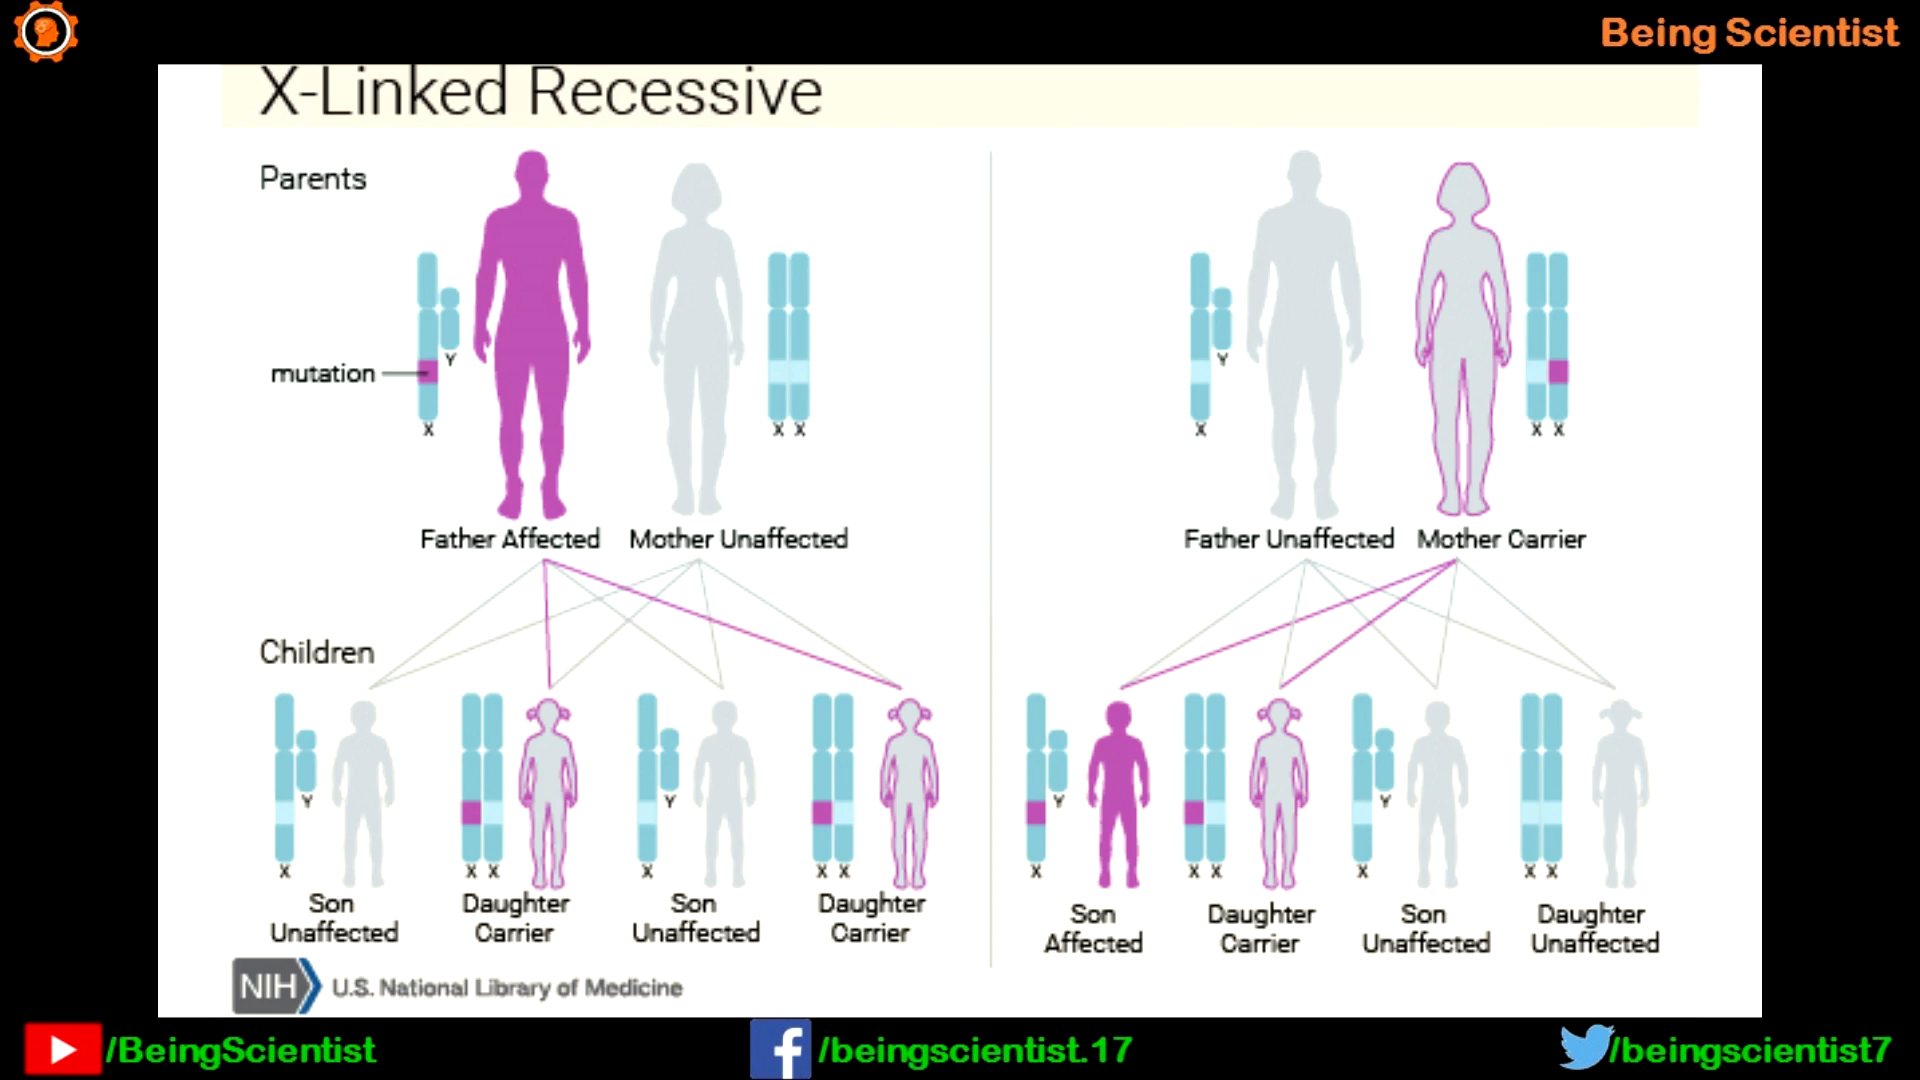 Being Scientist
X-Linked Recessive
Parents
mutation
Y
X
X X
Father Affected
Mother Unaffected
Y
X
X X
Father Unaffected
Mother Carrier
Children
Y
X
Son
Unaffected
X X
Daughter
Carrier
Y
X
Son
Unaffected
X X
Daughter
Carrier
Y
X
Son
Affected
X X
Daughter
Carrier
Y
X
Son
Unaffected
X X
Daughter
Unaffected
NIH U.S. National Library of Medicine
/BeingScientist
/beingscientist.17
/beingscientist7